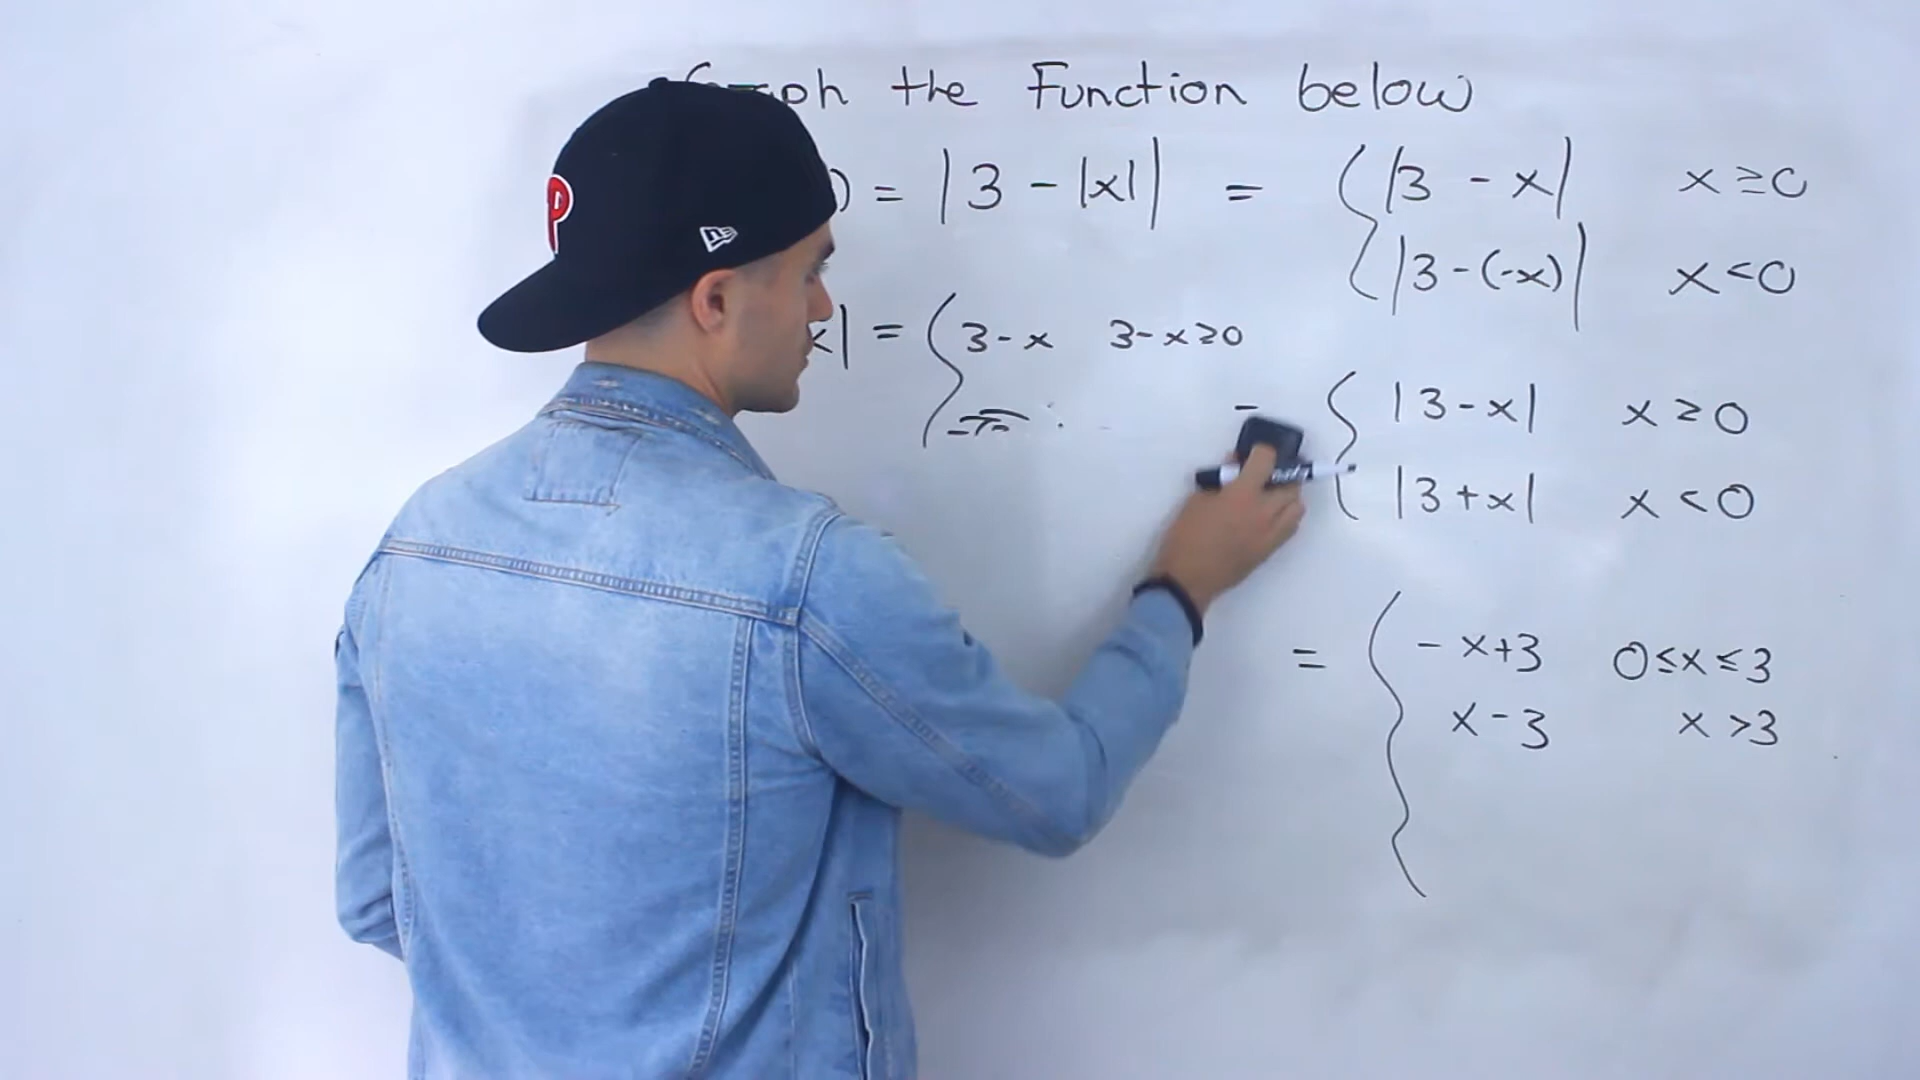 Graph the Function below
) = |3 - |x|| = { |3 - x| x ≥ 0
|3 - (-x)| x < 0
x| = { 3 - x 3 - x ≥ 0
= { |3 - x| x ≥ 0
|3 + x| x < 0
= { - x + 3 0 ≤ x ≤ 3
x - 3 x > 3
P